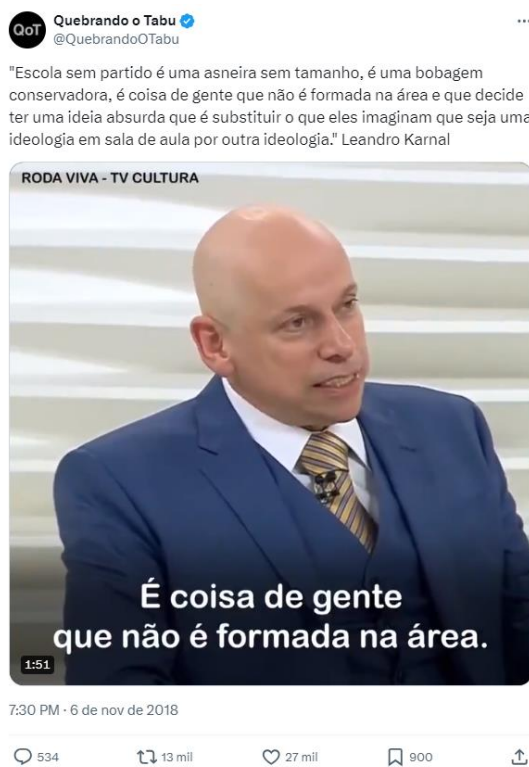 QoT
Quebrando o Tabu
@QuebrandoOTabu
"Escola sem partido é uma asneira sem tamanho, é uma bobagem
conservadora, é coisa de gente que não é formada na área e que decide
ter uma ideia absurda que é substituir o que eles imaginam que seja uma
ideologia em sala de aula por outra ideologia." Leandro Karnal
RODA VIVA - TV CULTURA
É coisa de gente
que não é formada na área.
1:51
7:30 PM · 6 de nov de 2018
534 13 mil 27 mil 900